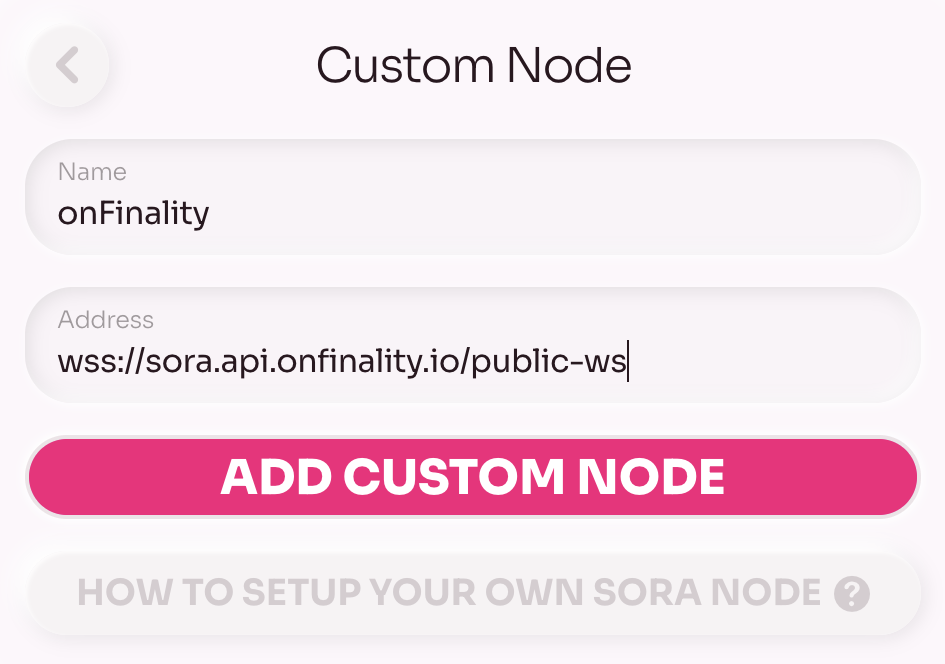 Custom Node
Name
onFinality
Address
wss://sora.api.onfinality.io/public-ws
ADD CUSTOM NODE
HOW TO SETUP YOUR OWN SORA NODE ?